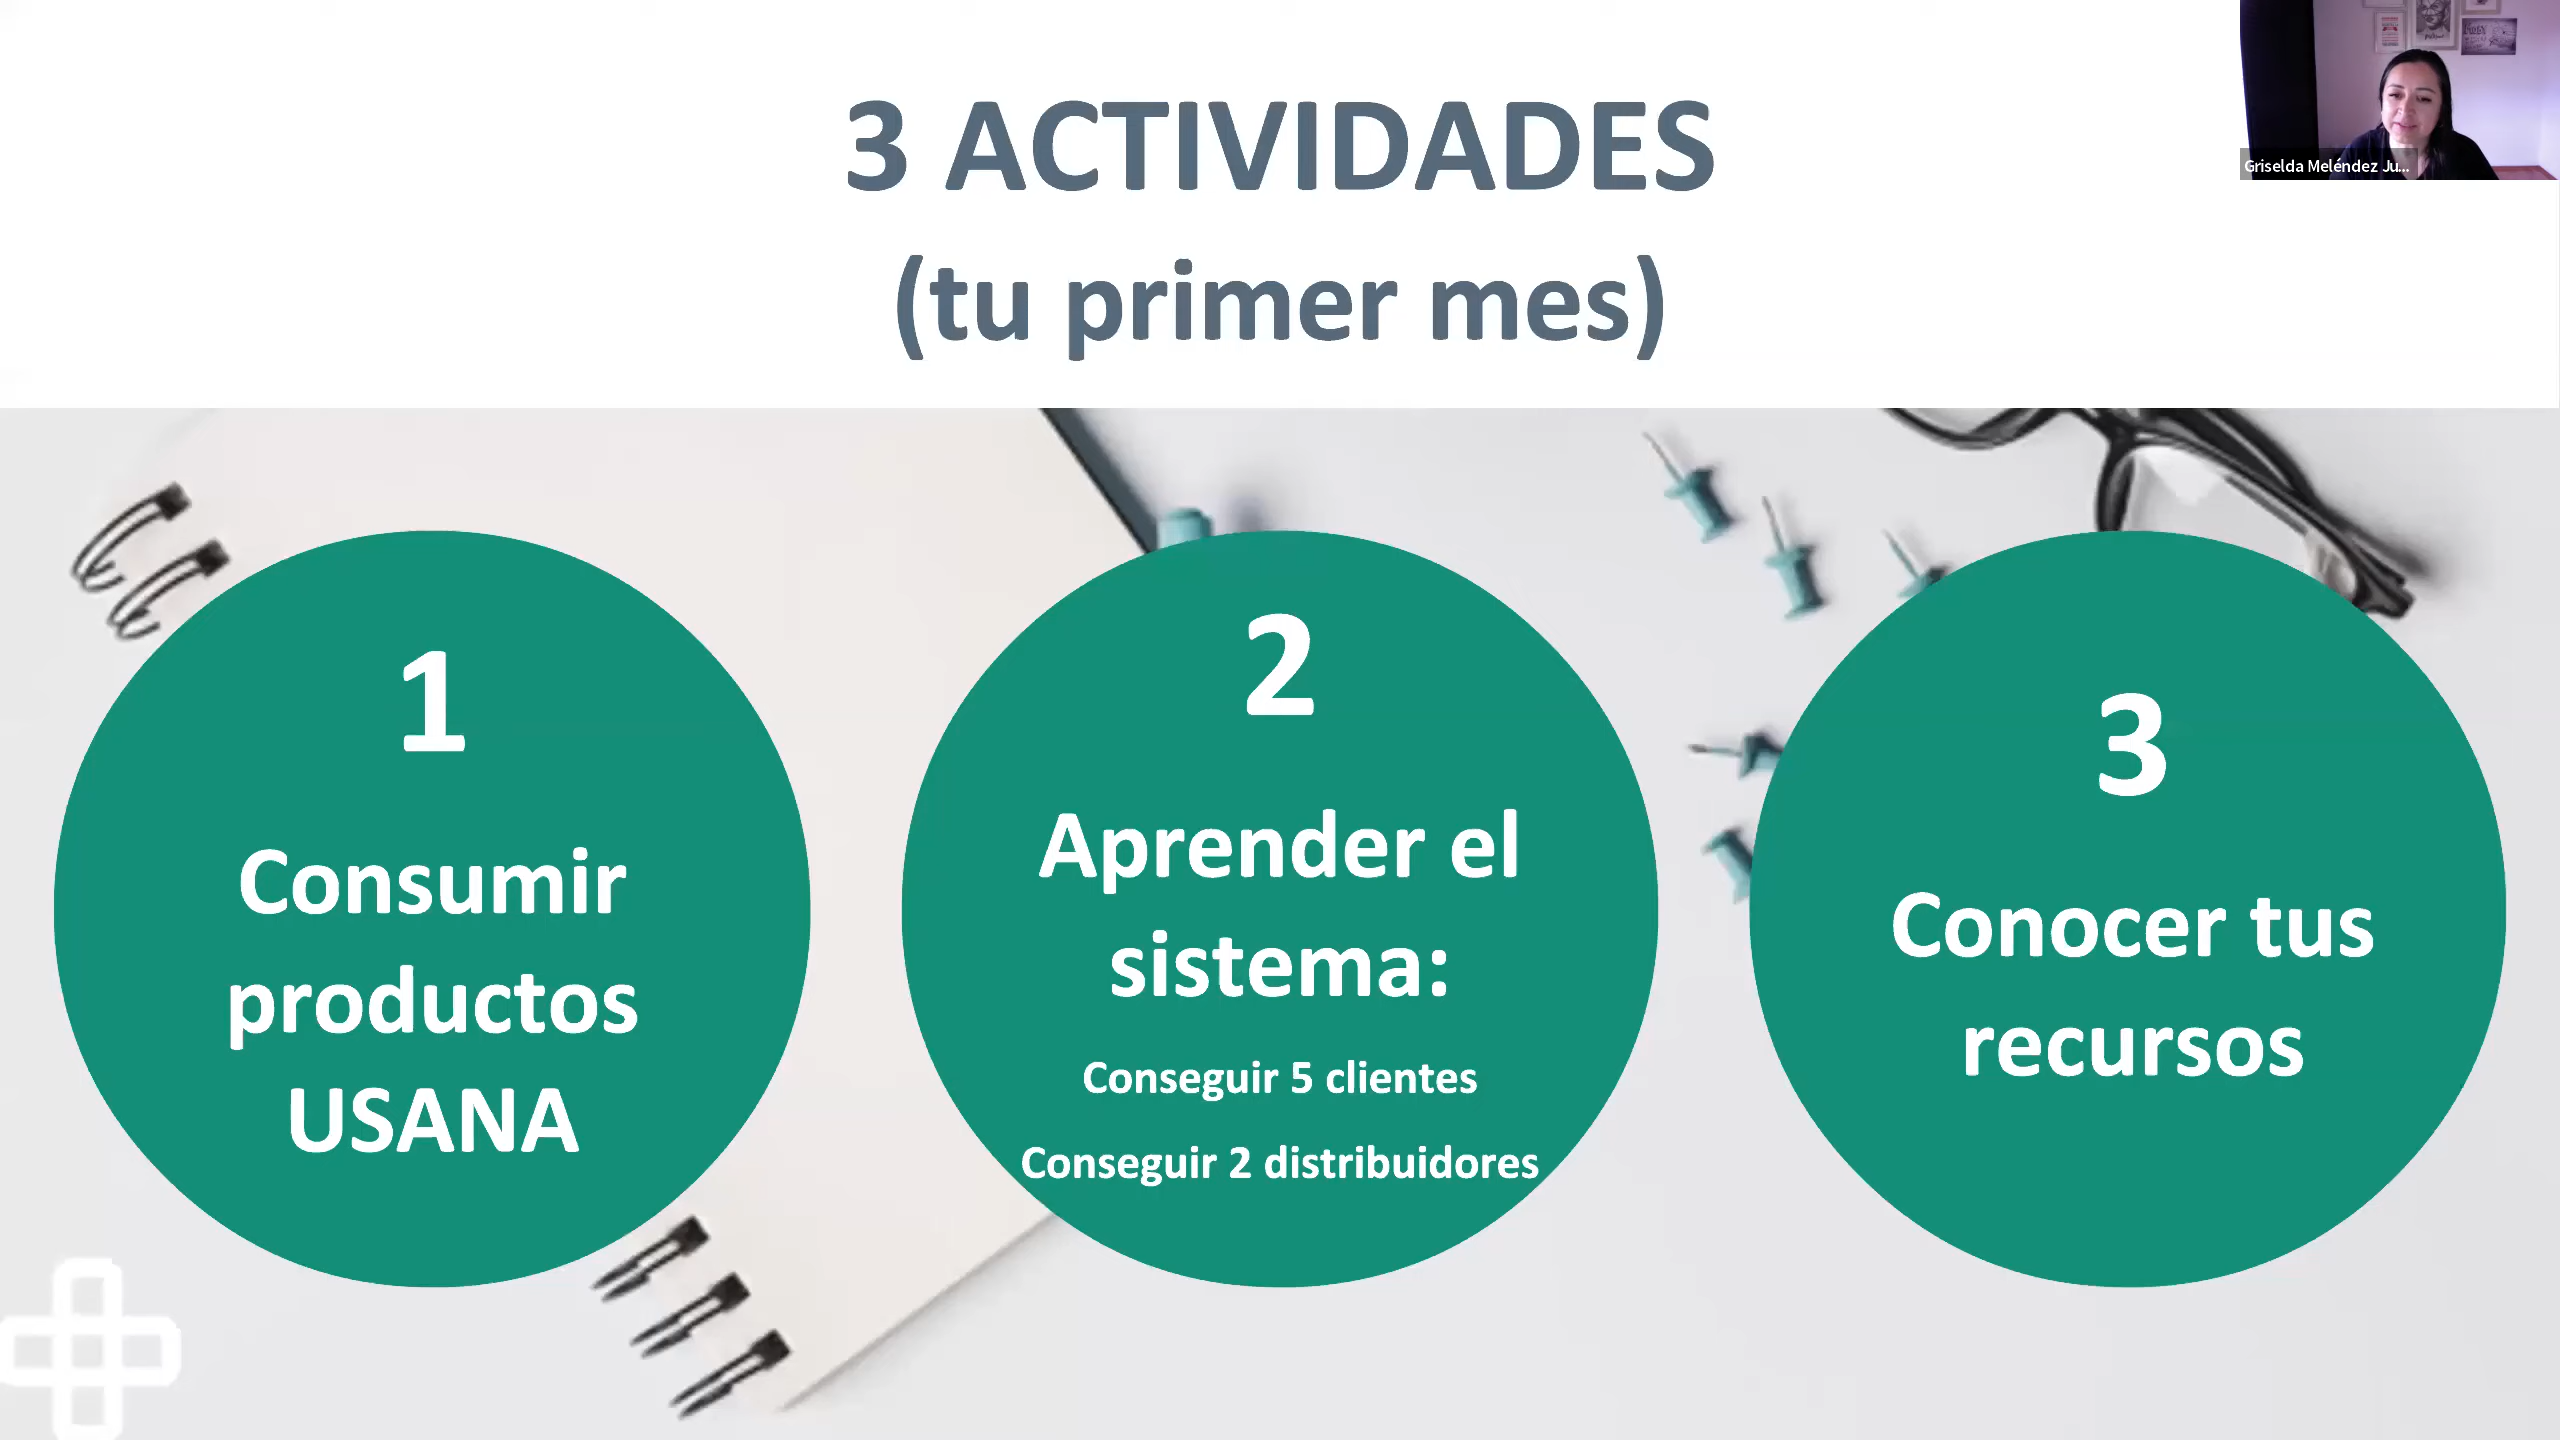 3 ACTIVIDADES
(tu primer mes)
Griselda Meléndez Ju...
1
Consumir
productos
USANA
2
Aprender el
sistema:
Conseguir 5 clientes
Conseguir 2 distribuidores
3
Conocer tus
recursos